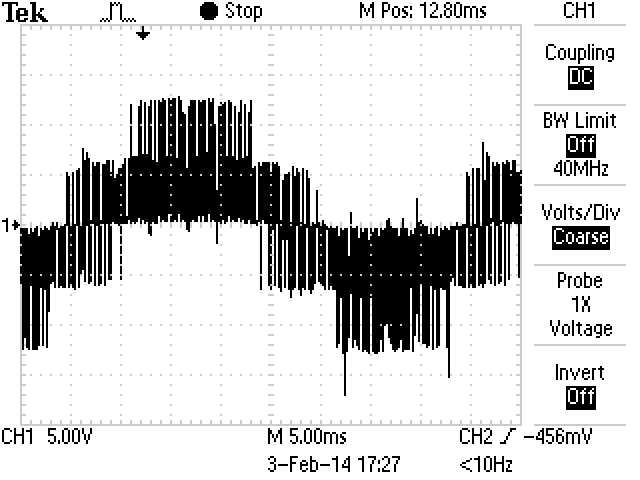 Tek Stop M Pos: 12.80ms CH1
Coupling
DC
BW Limit
Off
40MHz
Volts/Div
Coarse
1
Probe
1X
Voltage
Invert
Off
CH1 5.00V M 5.00ms CH2 -456mV
3-Feb-14 17:27 <10Hz